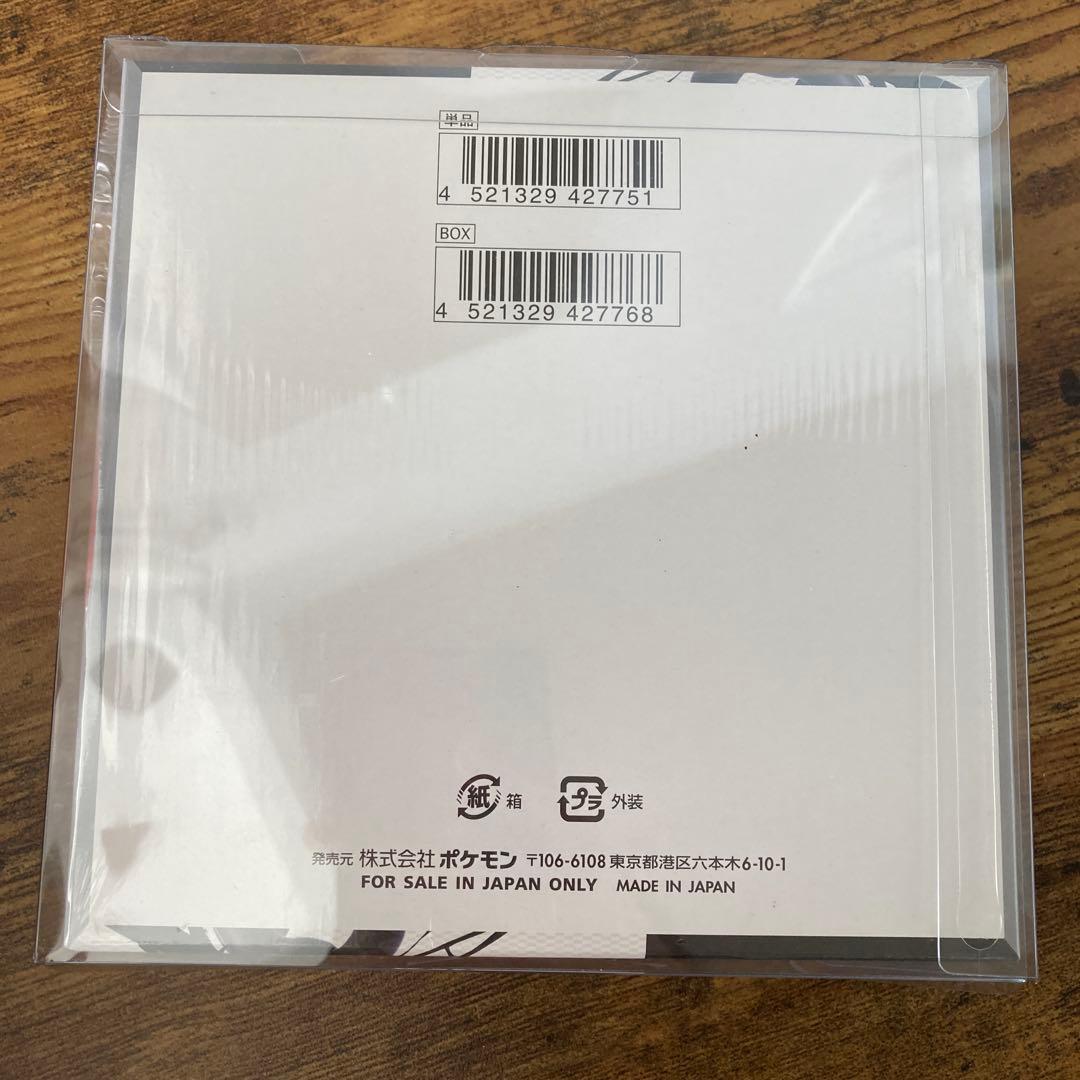 単品
4 521329 427751
BOX
4 521329 427768
紙 箱 プラ 外装
発売元 株式会社 ポケモン 〒106-6108 東京都港区六本木6-10-1
FOR SALE IN JAPAN ONLY MADE IN JAPAN